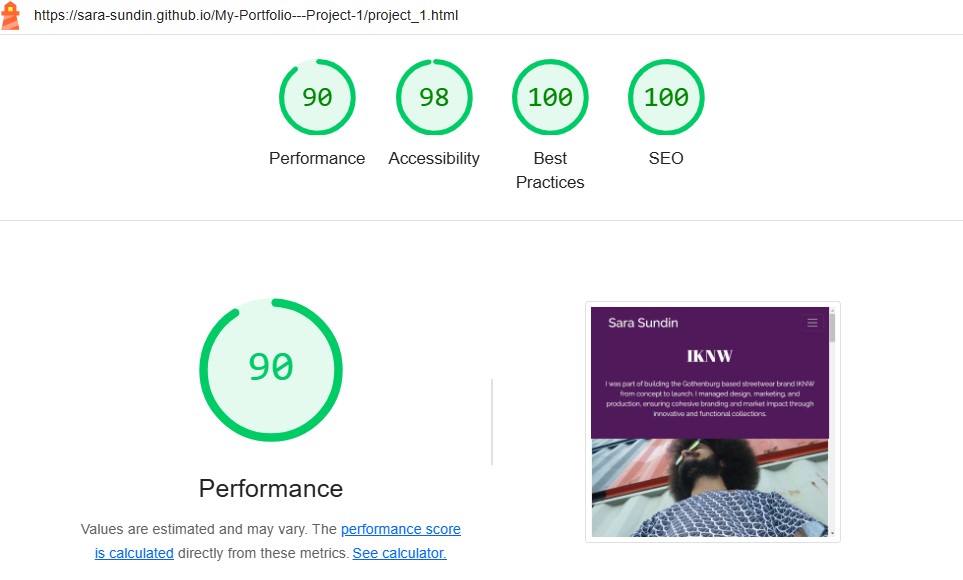 https://sara-sundin.github.io/My-Portfolio---Project-1/project_1.html
90
98
100
100
Performance
Accessibility
Best
Practices
SEO
90
Performance
Values are estimated and may vary. The performance score
is calculated directly from these metrics. See calculator.
Sara Sundin
IKNW
I was part of building the Gothenburg based streetwear brand IKNW
from concept to launch. I managed design, marketing, and
production, ensuring cohesive branding and market impact through
innovative and functional collections.